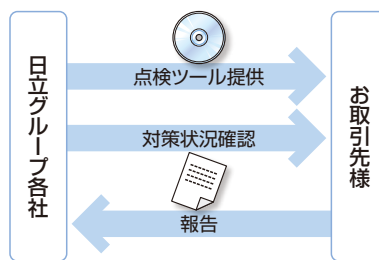 日立グループ各社
点検ツール提供
対策状況確認
報告
お取引先様